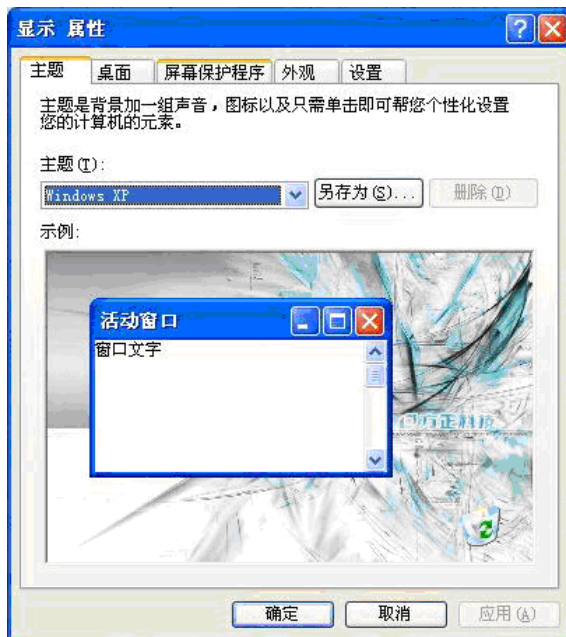 显示 属性
主题 桌面 屏幕保护程序 外观 设置
主题是背景加一组声音，图标以及只需单击即可帮您个性化设置
您的计算机的元素。
主题(T):
Windows XP 另存为(S)... 删除(D)
示例:
活动窗口
窗口文字
方正科技
确定 取消 应用(A)